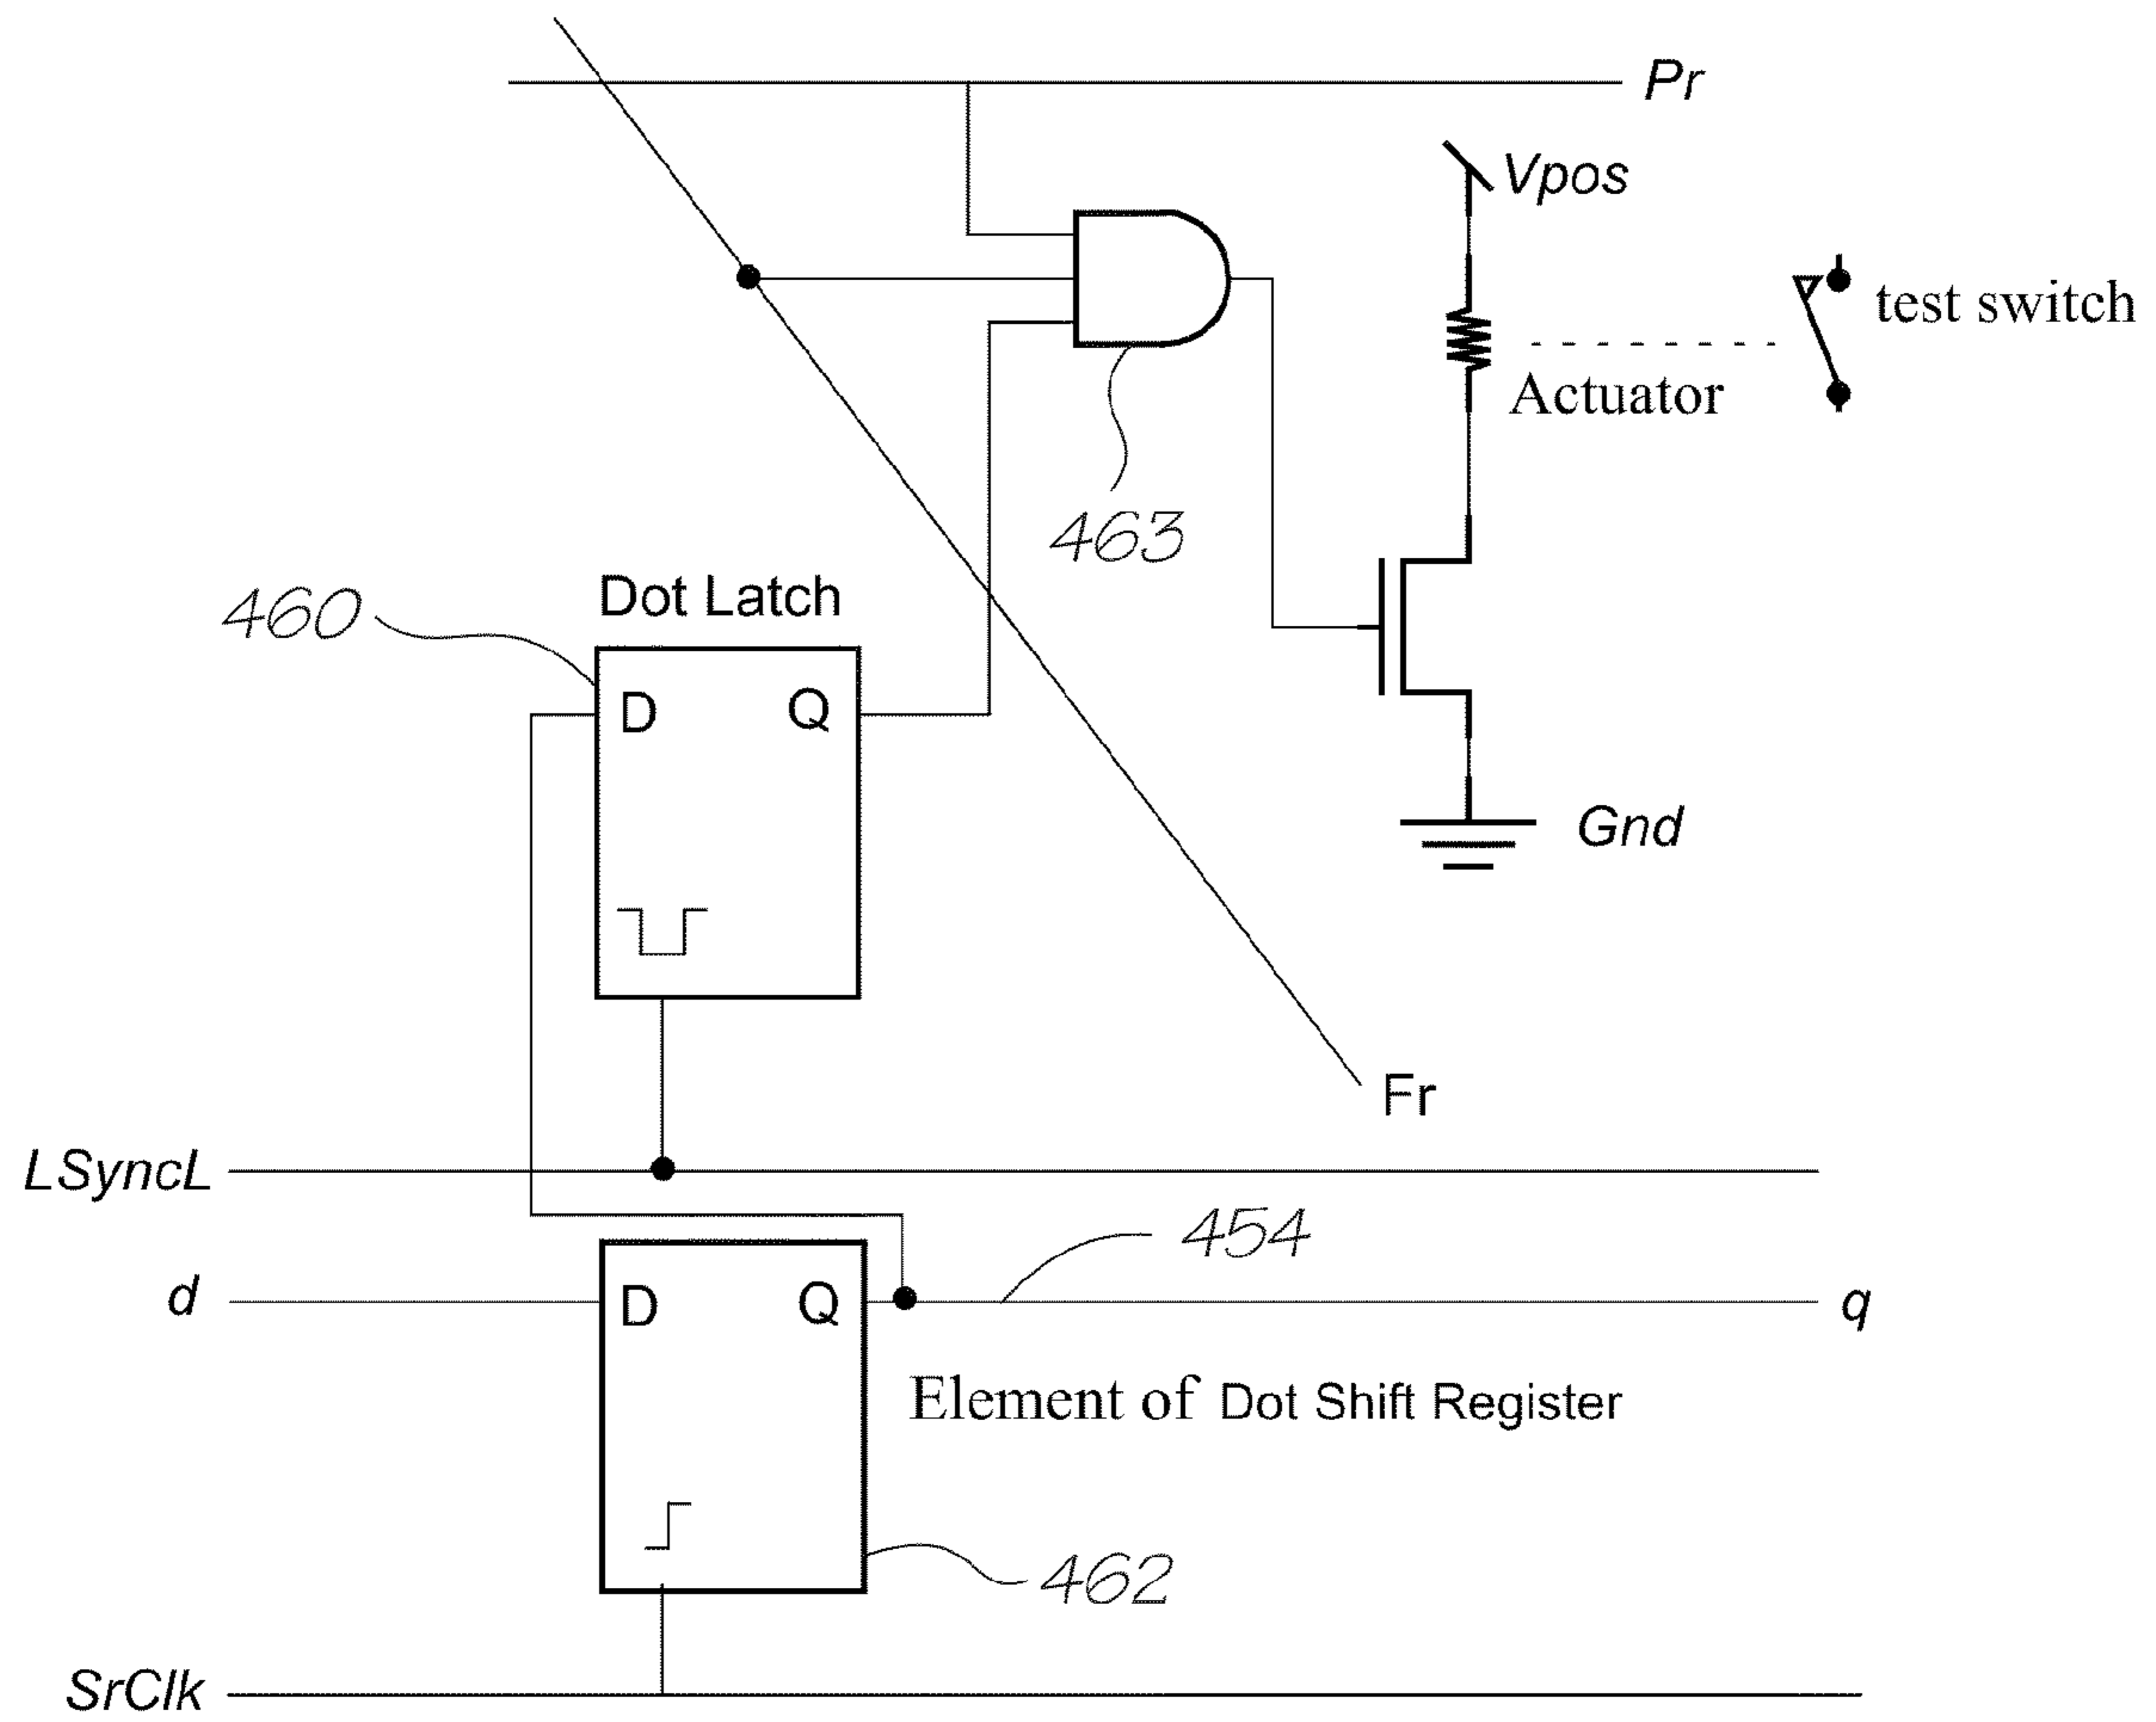 Pr
Vpos
test switch
Actuator
463
460
Dot Latch
D Q
Gnd
Fr
LSyncL
454
d
D Q
q
Element of Dot Shift Register
462
SrClk